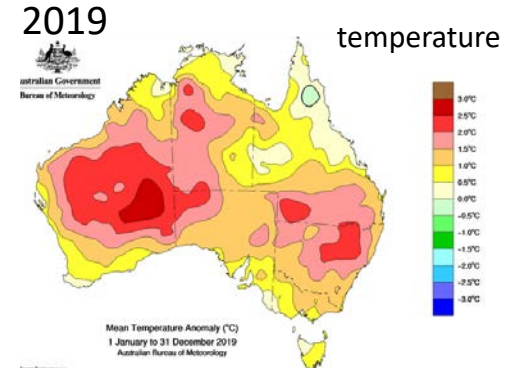 2019
temperature
ustralian Government
Bureau of Meteorology
3.0°C
2.5°C
2.0°C
1.5°C
1.0°C
0.5°C
0.0°C
-0.5°C
-1.0°C
-1.5°C
-2.0°C
-2.5°C
-3.0°C
Mean Temperature Anomaly (°C)
1 January to 31 December 2019
Australian Bureau of Meteorology